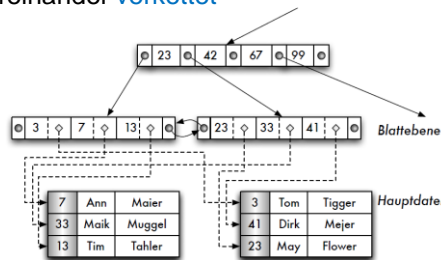 verkettet
23 42 67 99
3 7 13 23 33 41 Blattebene
7 Ann Maier 3 Tom Tigger Hauptdate
33 Maik Muggel 41 Dirk Mejer
13 Tim Tahler 23 May Flower